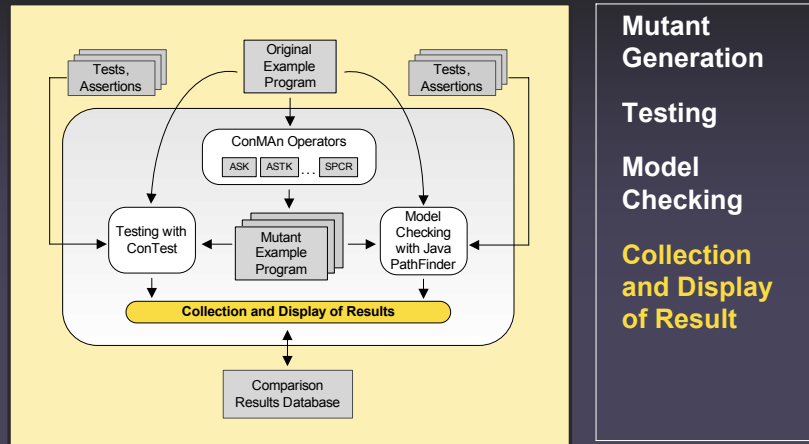 Original
Example
Program
Tests,
Assertions
Tests,
Assertions
ConMAn Operators
ASK
ASTK
...
SPCR
Testing with
ConTest
Mutant
Example
Program
Model
Checking
with Java
PathFinder
Collection and Display of Results
Comparison
Results Database
Mutant
Generation
Testing
Model
Checking
Collection
and Display
of Result